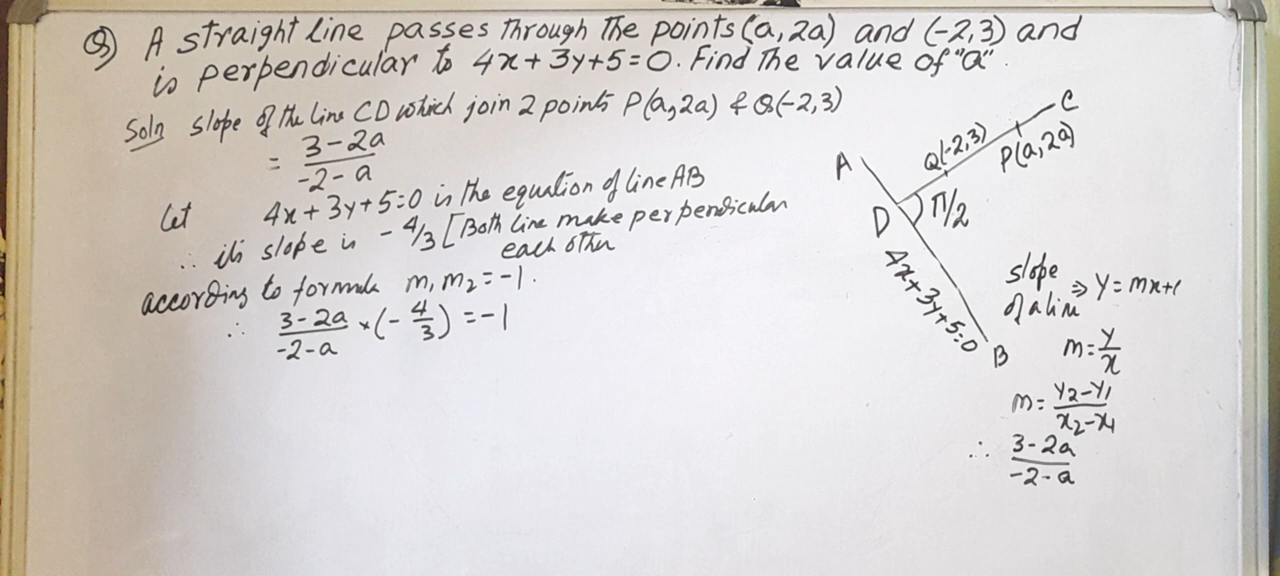 Q) A straight line passes through the points (a, 2a) and (-2,3) and
is perpendicular to 4x+3y+5=0. Find the value of "a".
Soln slope of the line CD which join 2 points P(a,2a) & Q(-2,3)
= 3-2a / -2-a
Let 4x+3y+5=0 is the equation of line AB
∴ it's slope is -4/3 [Both line make perpendicular
each other
according to formula m₁m₂=-1.
∴ 3-2a / -2-a × (-4/3) = -1
C
Q(-2,3)
P(a,2a)
A
D
π/2
4x+3y+5=0
B
slope
of a line ⇒ y=mx+c
m= y/x
m= y2-y1 / x2-x1
∴ 3-2a / -2-a